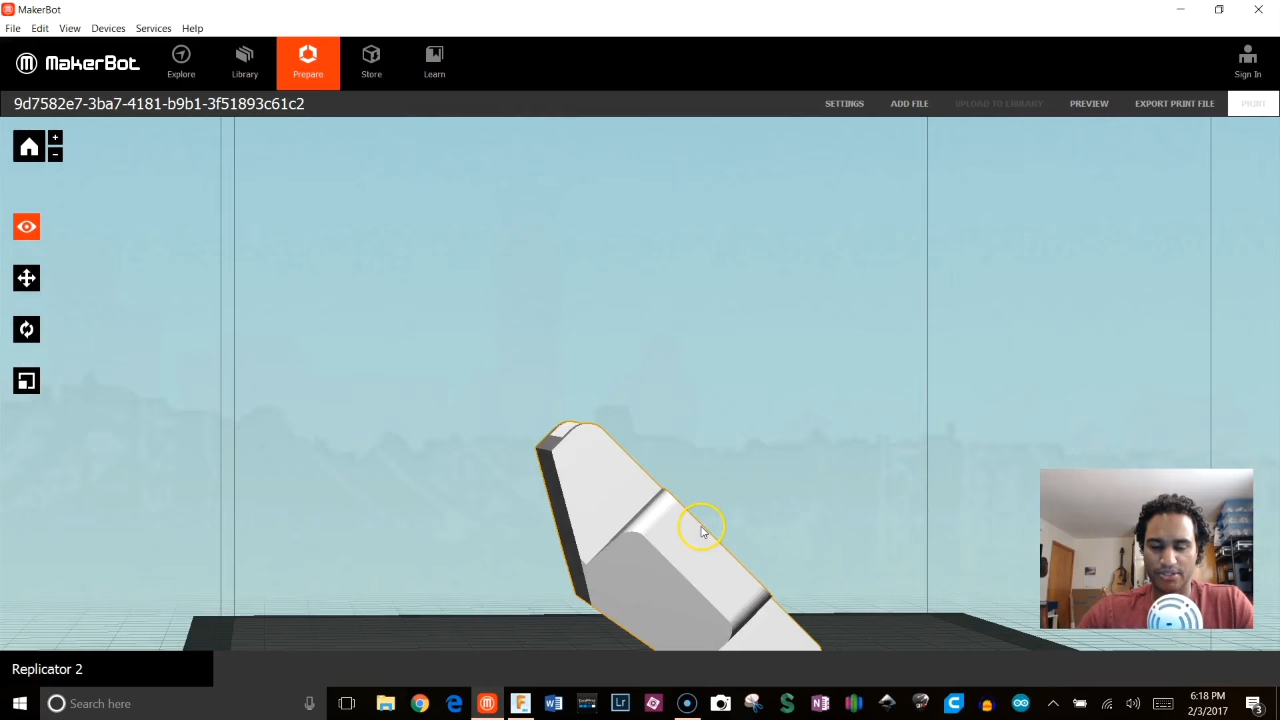 MakerBot
File Edit View Devices Services Help
MakerBot Explore Library Prepare Store Learn Sign In
9d7582e7-3ba7-4181-b9b1-3f51893c61c2 SETTINGS ADD FILE UPLOAD TO LIBRARY PREVIEW EXPORT PRINT FILE PRINT
Replicator 2
Search here
Lr
6:18 PM
2/3/2017
3